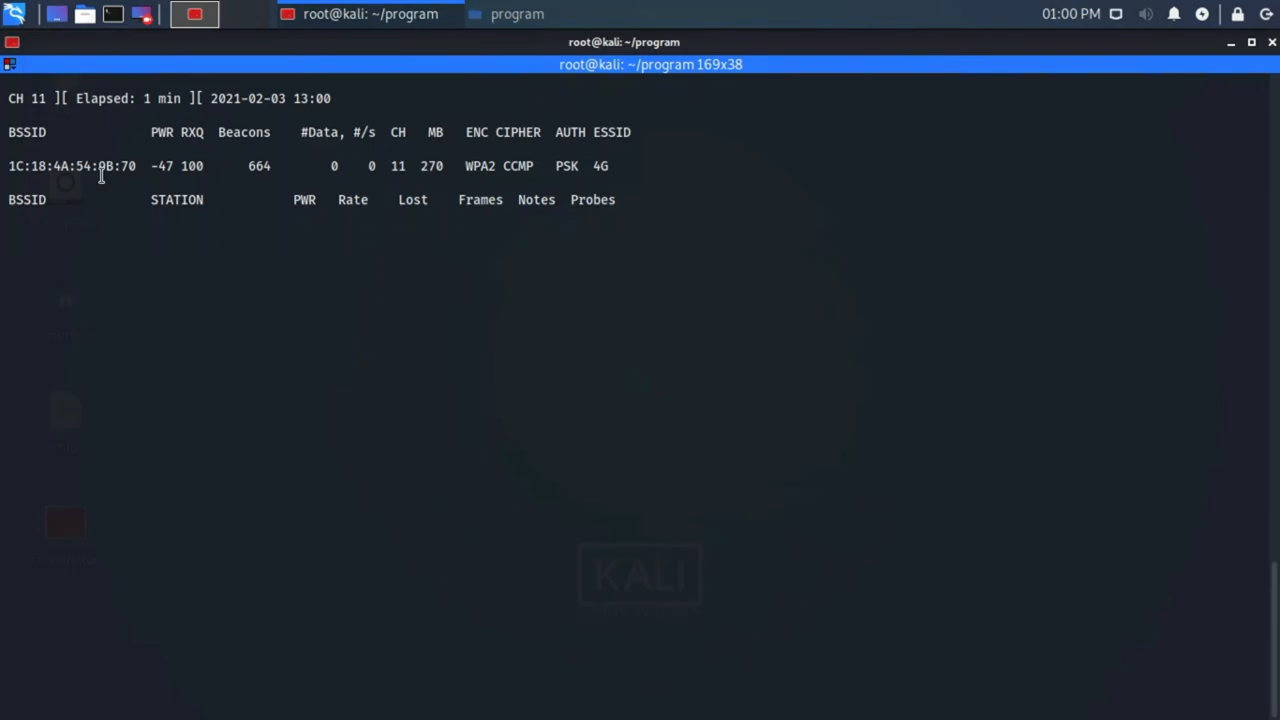 root@kali: ~/program program 01:00 PM
root@kali: ~/program
root@kali: ~/program 169x38
CH 11 ][ Elapsed: 1 min ][ 2021-02-03 13:00
BSSID PWR RXQ Beacons #Data, #/s CH MB ENC CIPHER AUTH ESSID
1C:18:4A:54:9B:70 -47 100 664 0 0 11 270 WPA2 CCMP PSK 4G
BSSID STATION PWR Rate Lost Frames Notes Probes
KALI